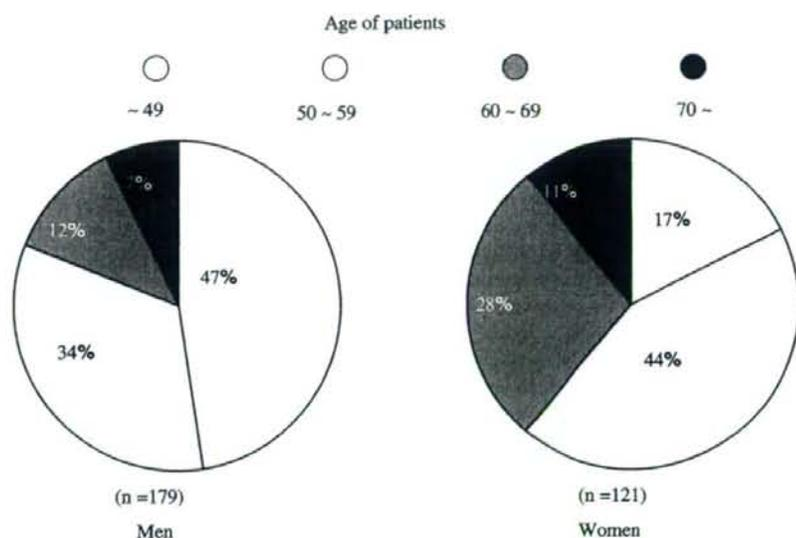 Age of patients
~ 49
50 ~ 59
60 ~ 69
70 ~
7%
11%
12%
17%
47%
28%
34%
44%
(n =179)
(n =121)
Men
Women